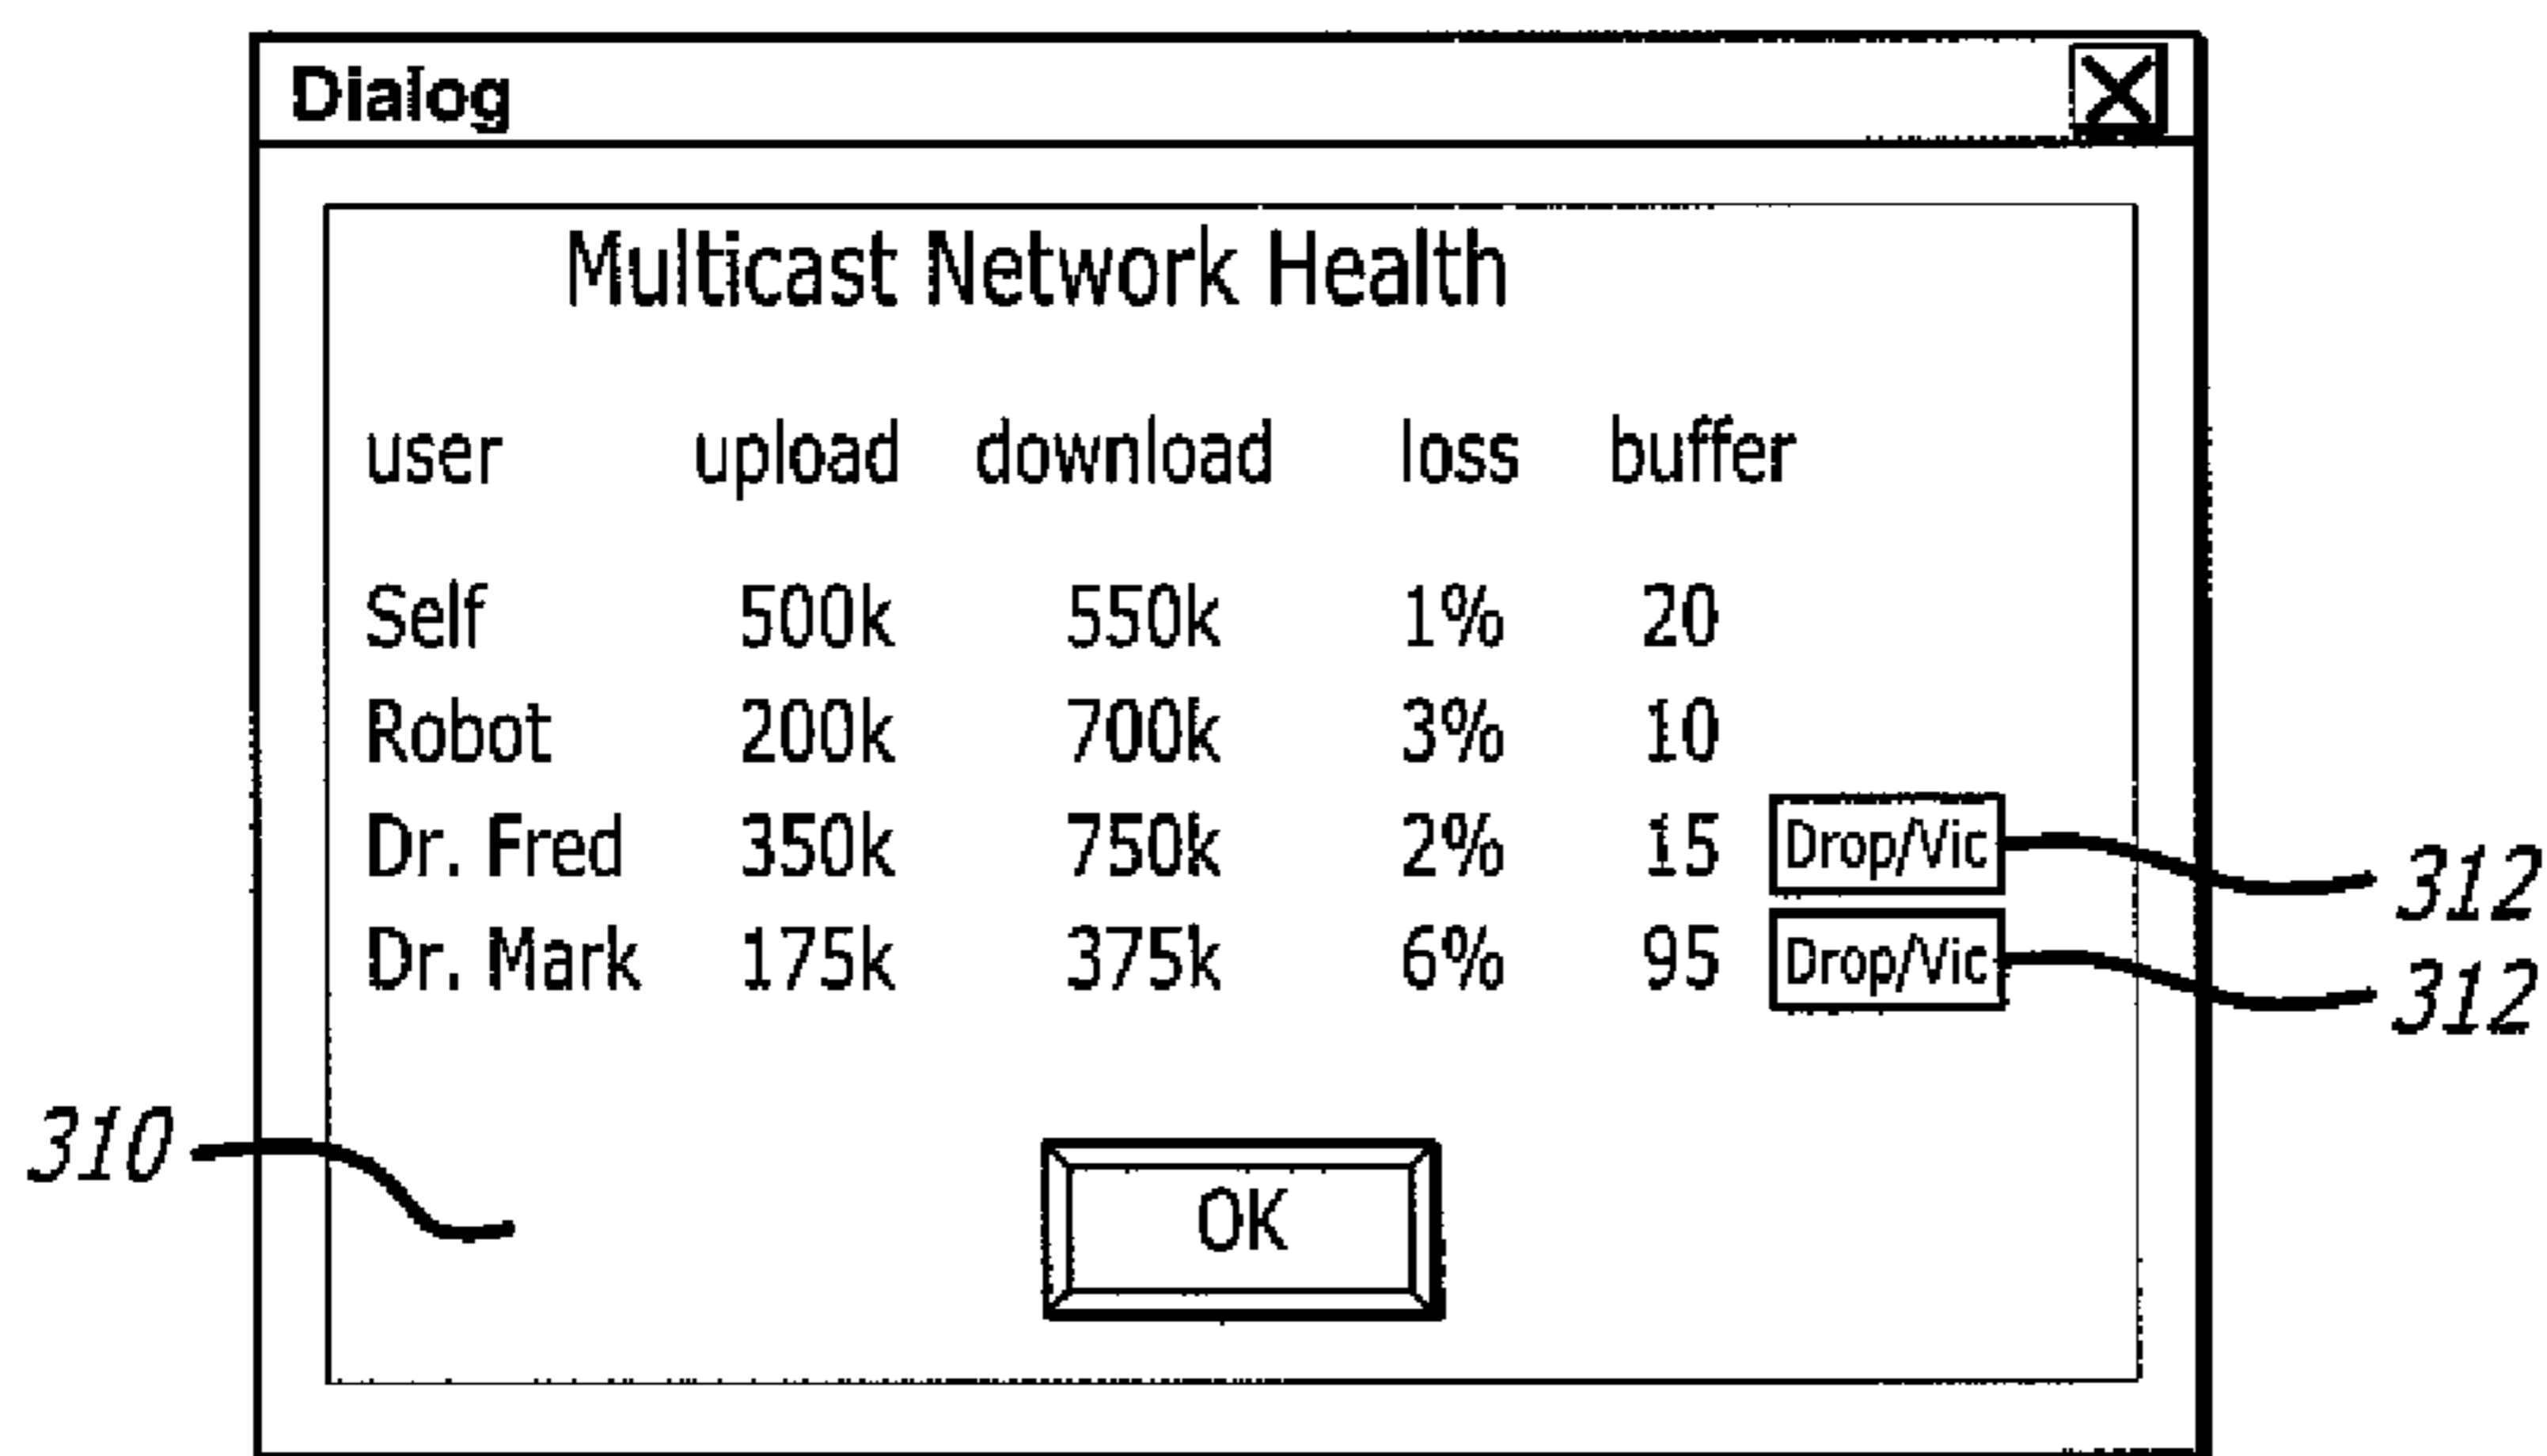 Dialog
Multicast Network Health
user upload download loss buffer
Self 500k 550k 1% 20
Robot 200k 700k 3% 10
Dr. Fred 350k 750k 2% 15 Drop/Vic 312
Dr. Mark 175k 375k 6% 95 Drop/Vic 312
310
OK